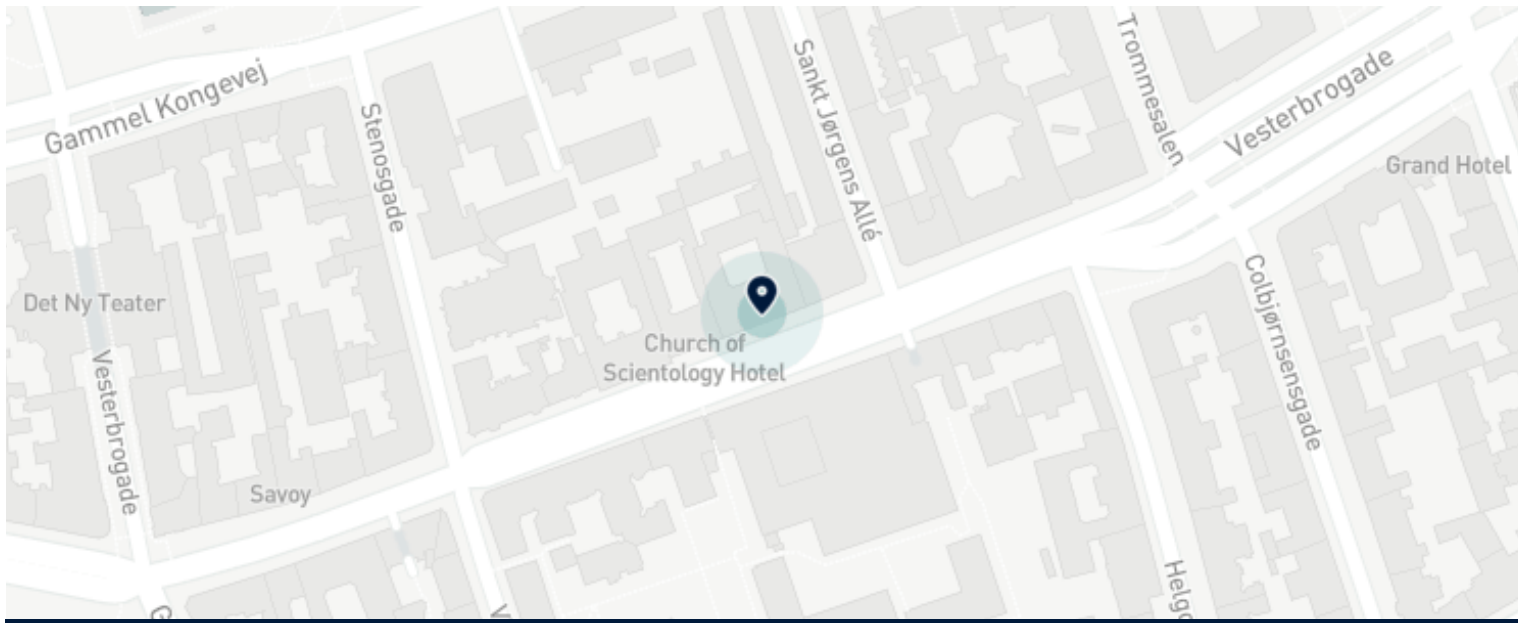 Gammel Kongevej
Stenosgade
Sankt Jørgens Allé
Trommesalen
Vesterbrogade
Grand Hotel
Det Ny Teater
Church of
Scientology Hotel
Colbjørnsensgade
Vesterbrogade
Savoy
G
V
Helgo